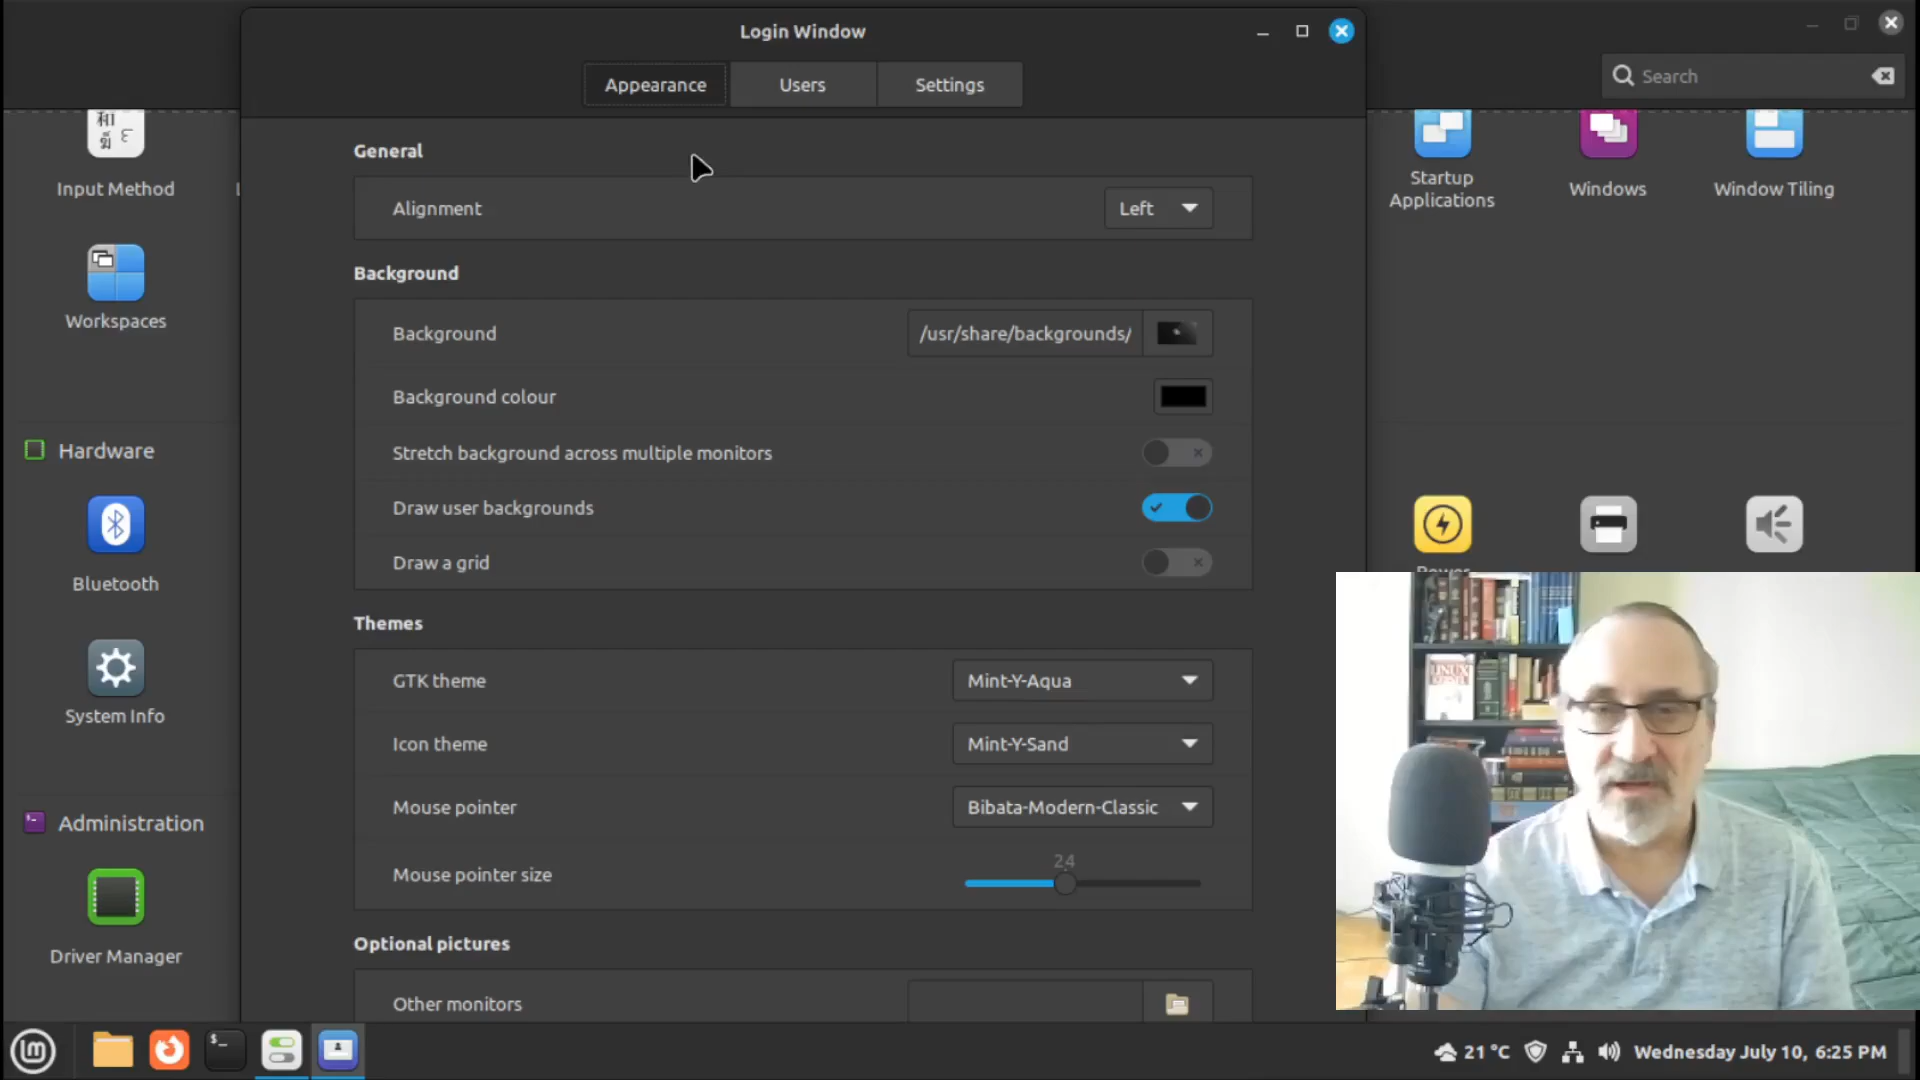 Login Window
Appearance
Users
Settings
Search
General
Alignment
Left
Background
Background
/usr/share/backgrounds/
Background colour
Stretch background across multiple monitors
Draw user backgrounds
Draw a grid
Themes
GTK theme
Mint-Y-Aqua
Icon theme
Mint-Y-Sand
Mouse pointer
Bibata-Modern-Classic
Mouse pointer size
24
Optional pictures
Other monitors
Input Method
Workspaces
Hardware
Bluetooth
System Info
Administration
Driver Manager
Startup
Applications
Windows
Window Tiling
21 °C
Wednesday July 10, 6:25 PM